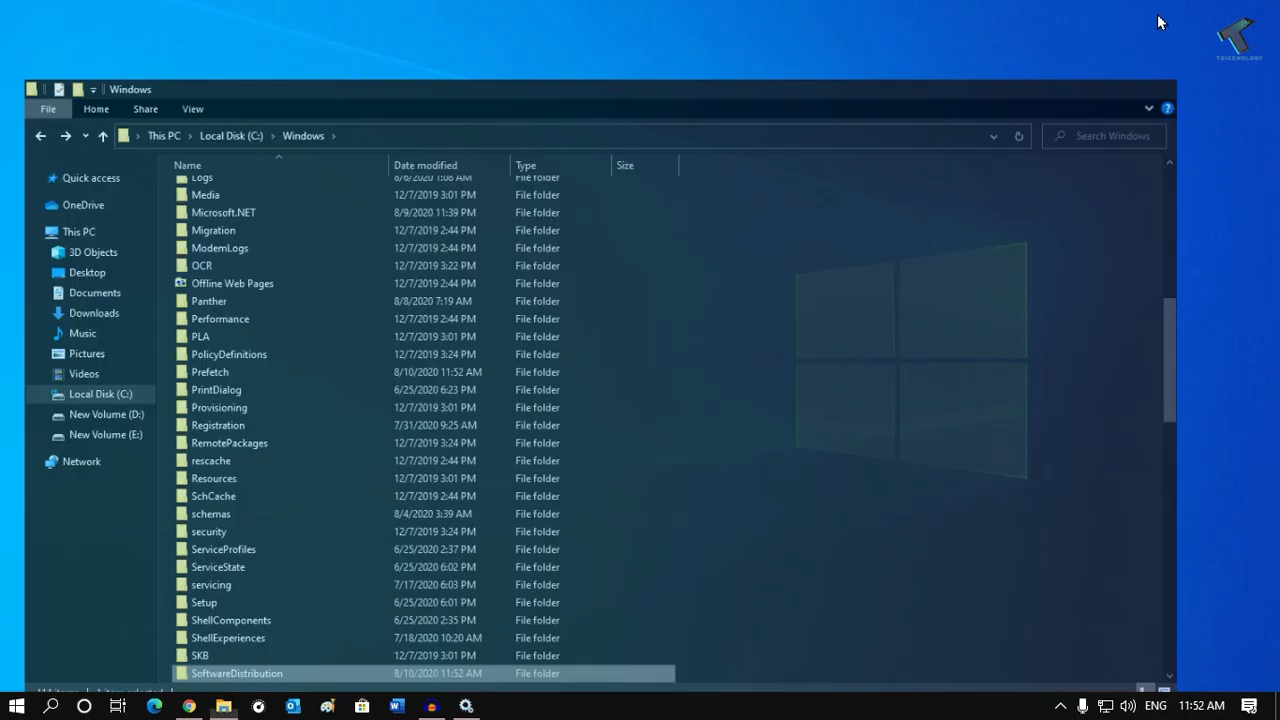 TRICKNOLOGY
Windows
File Home Share View
This PC Local Disk (C:) Windows
Search Windows
Name Date modified Type Size
Quick access
OneDrive
This PC
3D Objects
Desktop
Documents
Downloads
Music
Pictures
Videos
Local Disk (C:)
New Volume (D:)
New Volume (E:)
Network
Logs 8/6/2020 1:08 AM File folder
Media 12/7/2019 3:01 PM File folder
Microsoft.NET 8/9/2020 11:39 PM File folder
Migration 12/7/2019 2:44 PM File folder
ModemLogs 12/7/2019 2:44 PM File folder
OCR 12/7/2019 3:22 PM File folder
Offline Web Pages 12/7/2019 2:44 PM File folder
Panther 8/8/2020 7:19 AM File folder
Performance 12/7/2019 2:44 PM File folder
PLA 12/7/2019 3:01 PM File folder
PolicyDefinitions 12/7/2019 3:24 PM File folder
Prefetch 8/10/2020 11:52 AM File folder
PrintDialog 6/25/2020 6:23 PM File folder
Provisioning 12/7/2019 3:01 PM File folder
Registration 7/31/2020 9:25 AM File folder
RemotePackages 12/7/2019 3:24 PM File folder
rescache 12/7/2019 2:44 PM File folder
Resources 12/7/2019 3:01 PM File folder
SchCache 12/7/2019 2:44 PM File folder
schemas 8/4/2020 3:39 AM File folder
security 12/7/2019 3:24 PM File folder
ServiceProfiles 6/25/2020 2:37 PM File folder
ServiceState 6/25/2020 6:02 PM File folder
servicing 7/17/2020 6:03 PM File folder
Setup 6/25/2020 6:01 PM File folder
ShellComponents 6/25/2020 2:35 PM File folder
ShellExperiences 7/18/2020 10:20 AM File folder
SKB 12/7/2019 3:01 PM File folder
SoftwareDistribution 8/10/2020 11:52 AM File folder
items 1 item selected
ENG 11:52 AM